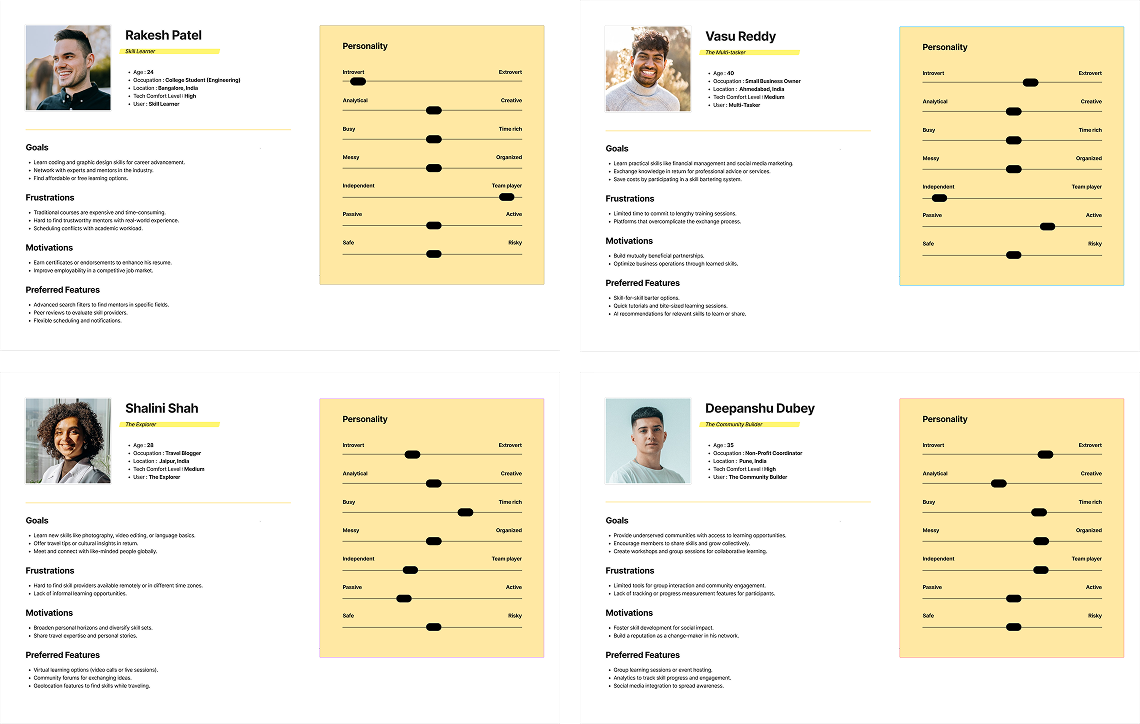 Rakesh Patel
Skill Learner
• Age : 24
• Occupation : College Student (Engineering)
• Location : Bangalore, India
• Tech Comfort Level : High
• User : Skill Learner
Goals
• Learn coding and graphic design skills for career advancement.
• Network with experts and mentors in the industry.
• Find affordable or free learning options.
Frustrations
• Traditional courses are expensive and time-consuming.
• Hard to find trustworthy mentors with real-world experience.
• Scheduling conflicts with academic workload.
Motivations
• Earn certificates or endorsements to enhance his resume.
• Improve employability in a competitive job market.
Preferred Features
• Advanced search filters to find mentors in specific fields.
• Peer reviews to evaluate skill providers.
• Flexible scheduling and notifications.
Personality
Introvert Extrovert
Analytical Creative
Busy Time rich
Messy Organized
Independent Team player
Passive Active
Safe Risky
Vasu Reddy
The Multi-tasker
• Age : 40
• Occupation : Small Business Owner
• Location : Ahmedabad, India
• Tech Comfort Level : Medium
• User : Multi-Tasker
Goals
• Learn practical skills like financial management and social media marketing.
• Exchange knowledge in return for professional advice or services.
• Save costs by participating in a skill bartering system.
Frustrations
• Limited time to commit to lengthy training sessions.
• Platforms that overcomplicate the exchange process.
Motivations
• Build mutually beneficial partnerships.
• Optimize business operations through learned skills.
Preferred Features
• Skill-for-skill barter options.
• Quick tutorials and bite-sized learning sessions.
• AI recommendations for relevant skills to learn or share.
Personality
Introvert Extrovert
Analytical Creative
Busy Time rich
Messy Organized
Independent Team player
Passive Active
Safe Risky
Shalini Shah
The Explorer
• Age : 28
• Occupation : Travel Blogger
• Location : Jaipur, India
• Tech Comfort Level : Medium
• User : The Explorer
Goals
• Learn new skills like photography, video editing, or language basics.
• Offer travel tips or cultural insights in return.
• Meet and connect with like-minded people globally.
Frustrations
• Hard to find skill providers available remotely or in different time zones.
• Lack of informal learning opportunities.
Motivations
• Broaden personal horizons and diversify skill sets.
• Share travel expertise and personal stories.
Preferred Features
• Virtual learning options (video calls or live sessions).
• Community forums for exchanging ideas.
• Geolocation features to find skills while traveling.
Personality
Introvert Extrovert
Analytical Creative
Busy Time rich
Messy Organized
Independent Team player
Passive Active
Safe Risky
Deepanshu Dubey
The Community Builder
• Age : 35
• Occupation : Non-Profit Coordinator
• Location : Pune, India
• Tech Comfort Level : High
• User : The Community Builder
Goals
• Provide underserved communities with access to learning opportunities.
• Encourage members to share skills and grow collectively.
• Create workshops and group sessions for collaborative learning.
Frustrations
• Limited tools for group interaction and community engagement.
• Lack of tracking or progress measurement features for participants.
Motivations
• Foster skill development for social impact.
• Build a reputation as a change-maker in his network.
Preferred Features
• Group learning sessions or event hosting.
• Analytics to track skill progress and engagement.
• Social media integration to spread awareness.
Personality
Introvert Extrovert
Analytical Creative
Busy Time rich
Messy Organized
Independent Team player
Passive Active
Safe Risky